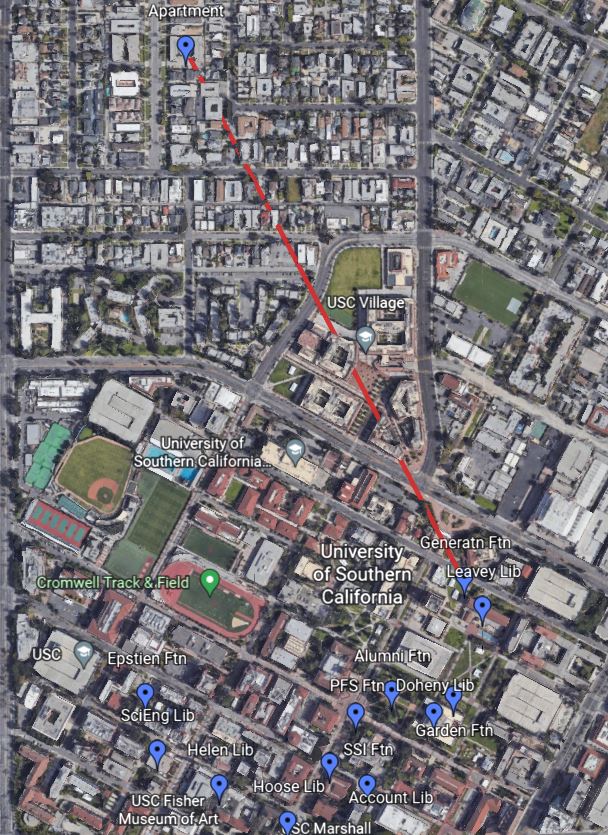 Apartment
USC Village
University of
Southern California...
Generatn Ftn
University
of Southern
California
Leavey Lib
Cromwell Track & Field
USC
Epstien Ftn
Alumni Ftn
PFS Ftn
Doheny Lib
SciEng Lib
Garden Ftn
Helen Lib
SSI Ftn
Hoose Lib
Account Lib
USC Fisher
Museum of Art
SC Marshall